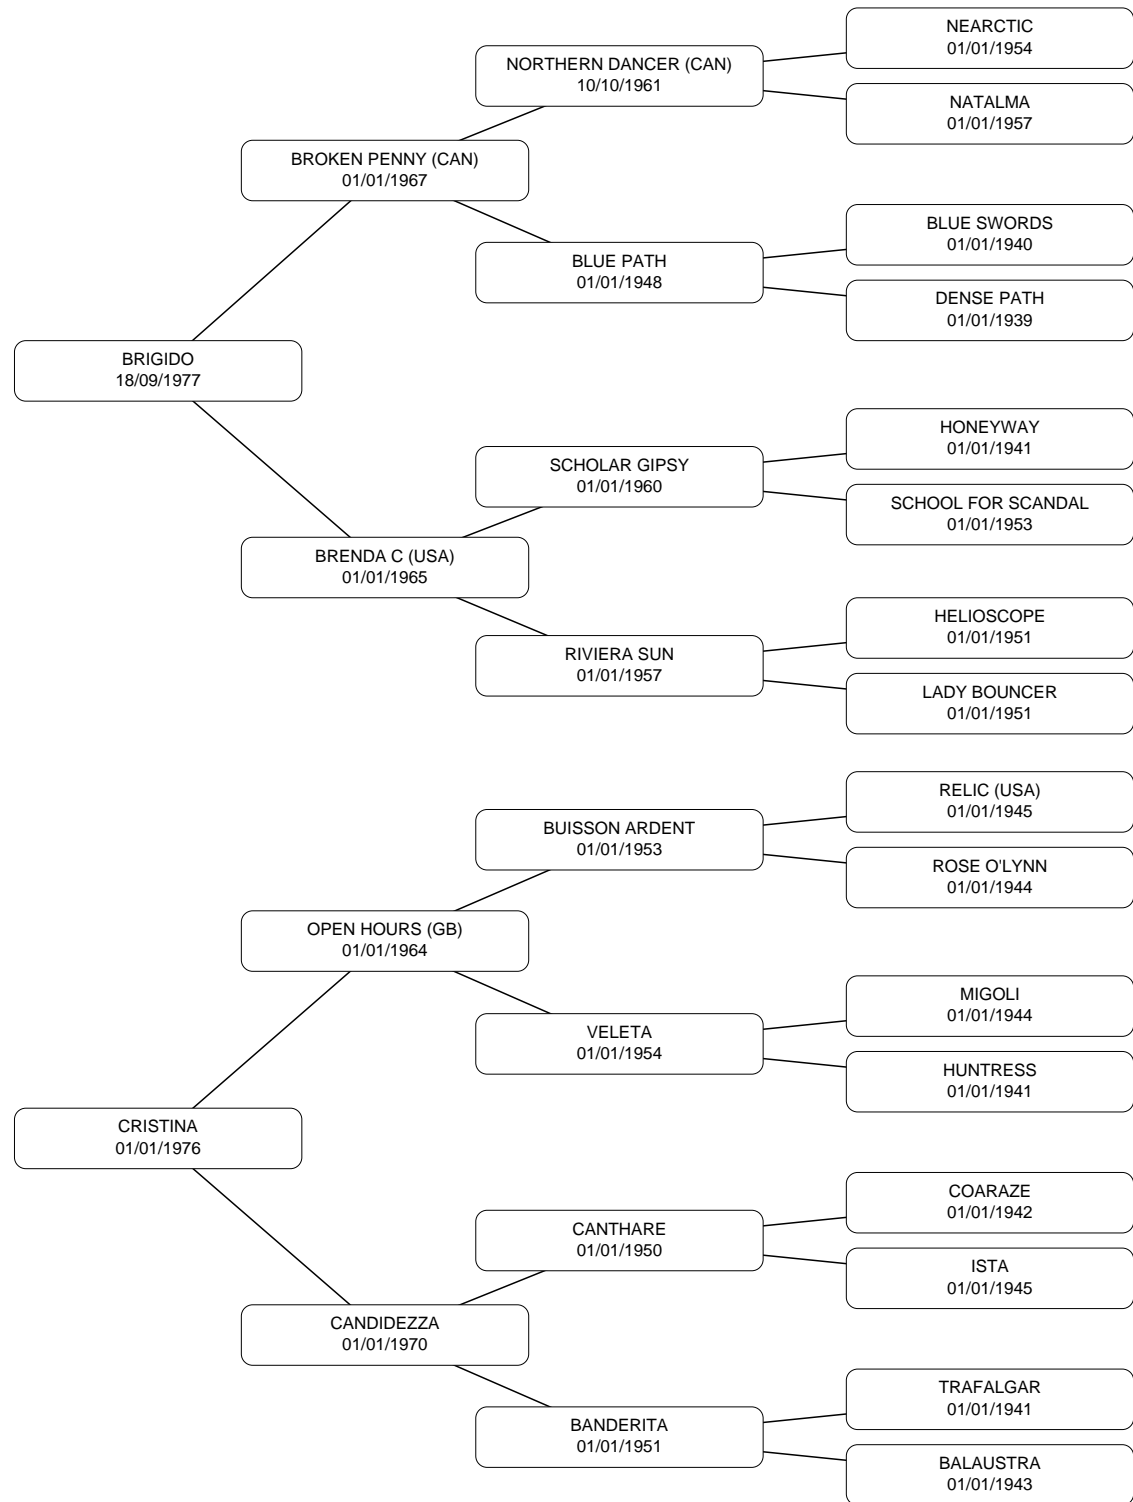 NEARCTIC
01/01/1954
NORTHERN DANCER (CAN)
10/10/1961
NATALMA
01/01/1957
BROKEN PENNY (CAN)
01/01/1967
BLUE SWORDS
01/01/1940
BLUE PATH
01/01/1948
DENSE PATH
01/01/1939
BRIGIDO
18/09/1977
HONEYWAY
01/01/1941
SCHOLAR GIPSY
01/01/1960
SCHOOL FOR SCANDAL
01/01/1953
BRENDA C (USA)
01/01/1965
HELIOSCOPE
01/01/1951
RIVIERA SUN
01/01/1957
LADY BOUNCER
01/01/1951
RELIC (USA)
01/01/1945
BUISSON ARDENT
01/01/1953
ROSE O'LYNN
01/01/1944
OPEN HOURS (GB)
01/01/1964
MIGOLI
01/01/1944
VELETA
01/01/1954
HUNTRESS
01/01/1941
CRISTINA
01/01/1976
COARAZE
01/01/1942
CANTHARE
01/01/1950
ISTA
01/01/1945
CANDIDEZZA
01/01/1970
TRAFALGAR
01/01/1941
BANDERITA
01/01/1951
BALAUSTRA
01/01/1943